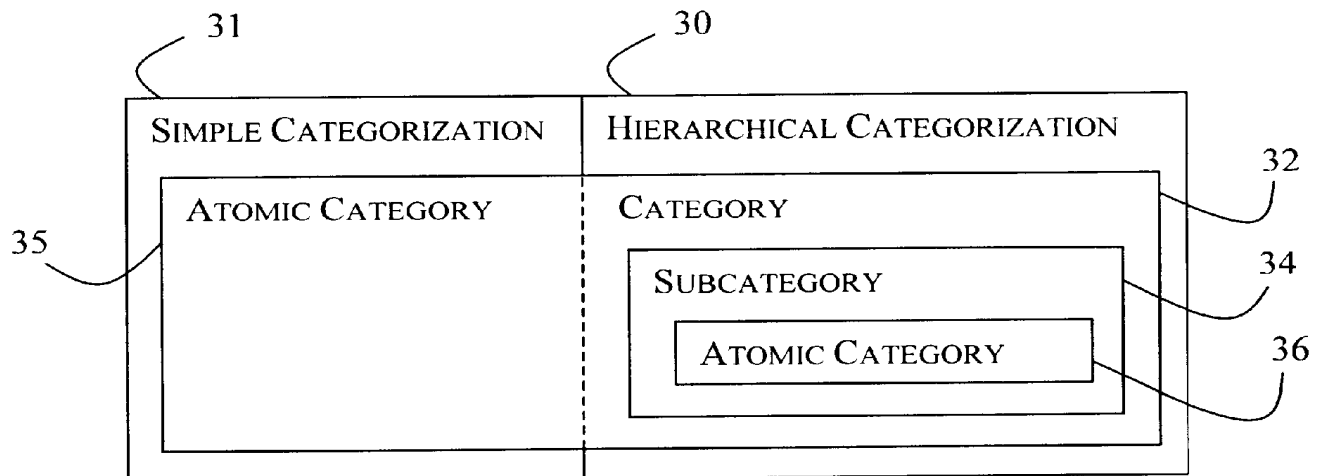 31
30
SIMPLE CATEGORIZATION
HIERARCHICAL CATEGORIZATION
32
ATOMIC CATEGORY
CATEGORY
35
SUBCATEGORY
34
ATOMIC CATEGORY
36